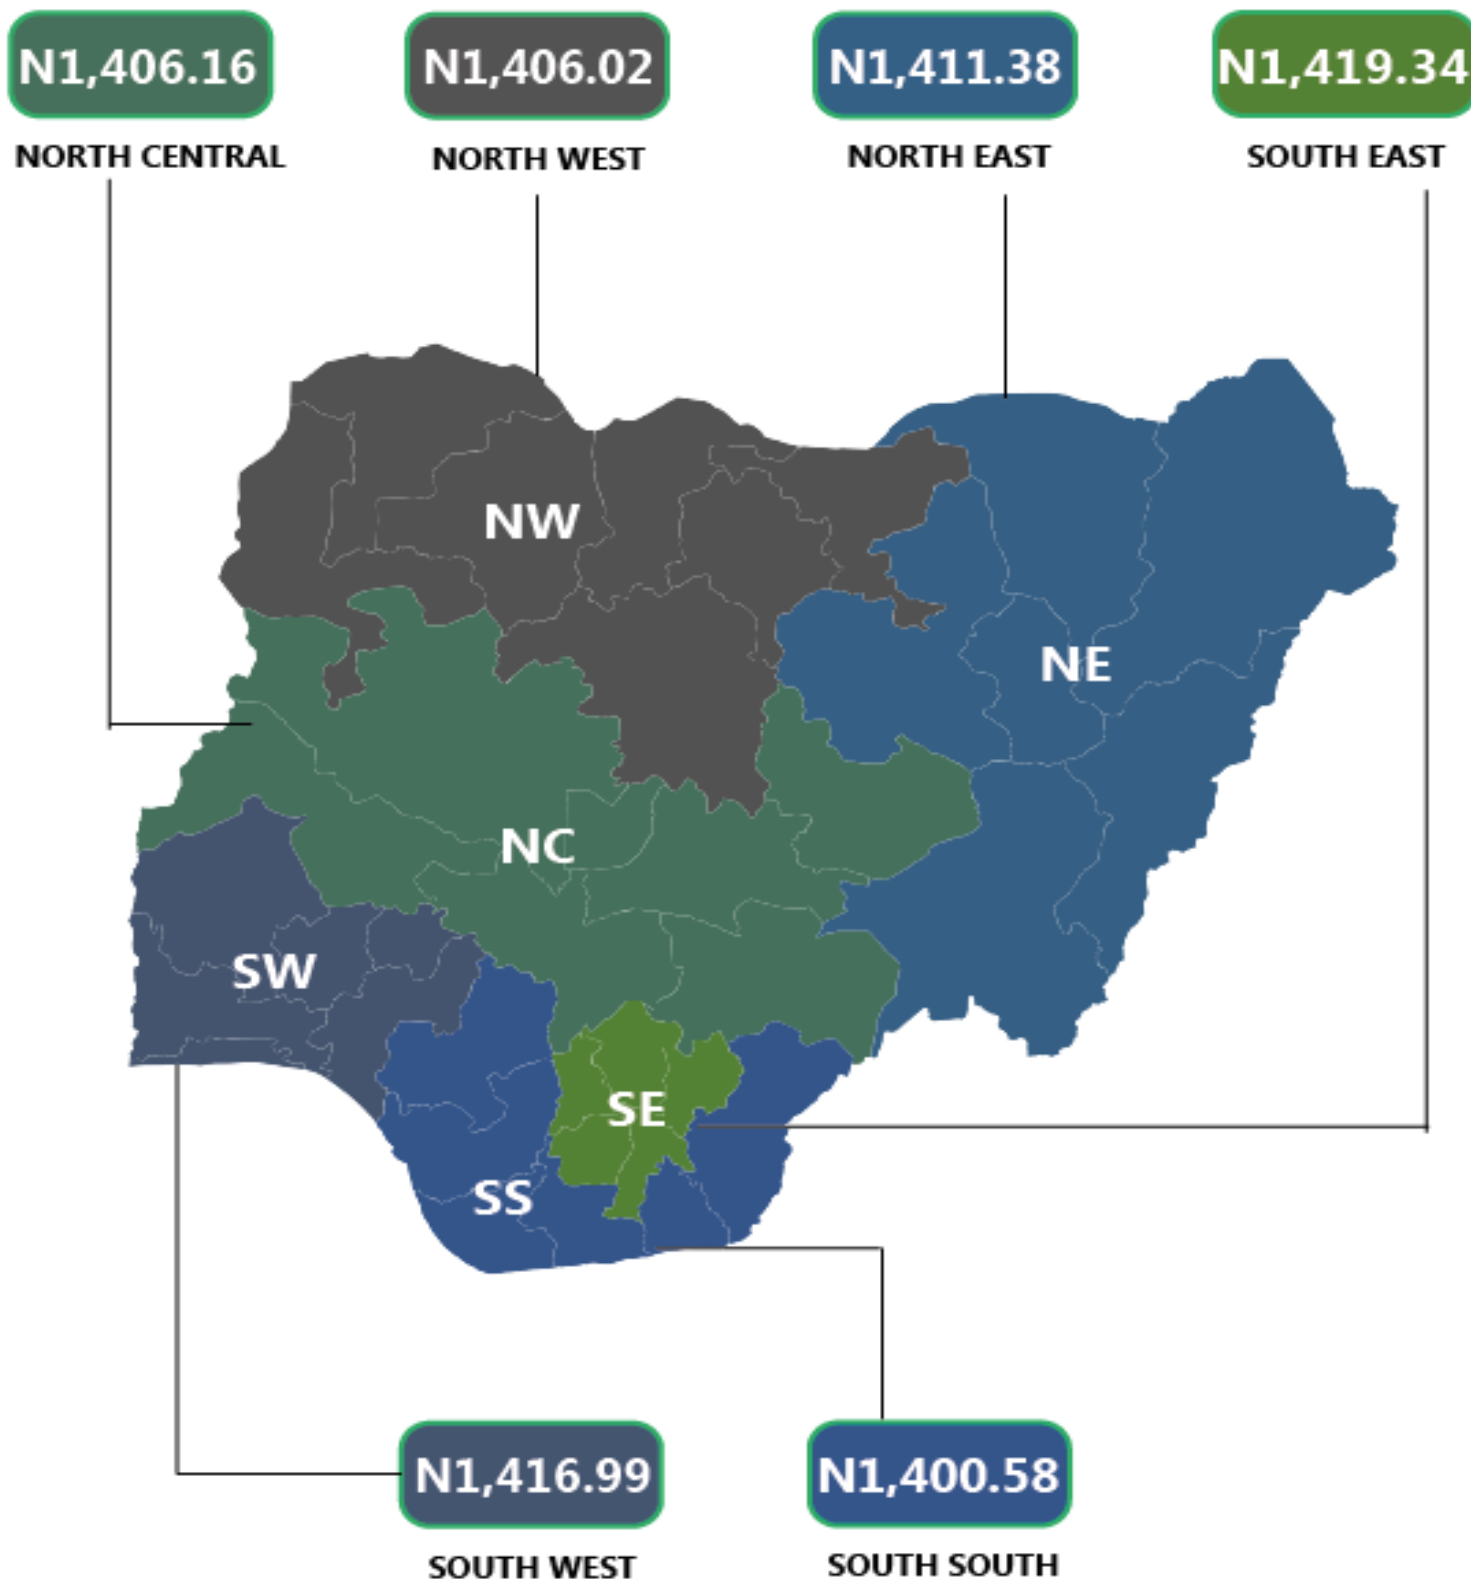 N1,406.16
N1,406.02
N1,411.38
N1,419.34
NORTH CENTRAL
NORTH WEST
NORTH EAST
SOUTH EAST
NW
NE
NC
SW
SE
SS
N1,416.99
N1,400.58
SOUTH WEST
SOUTH SOUTH